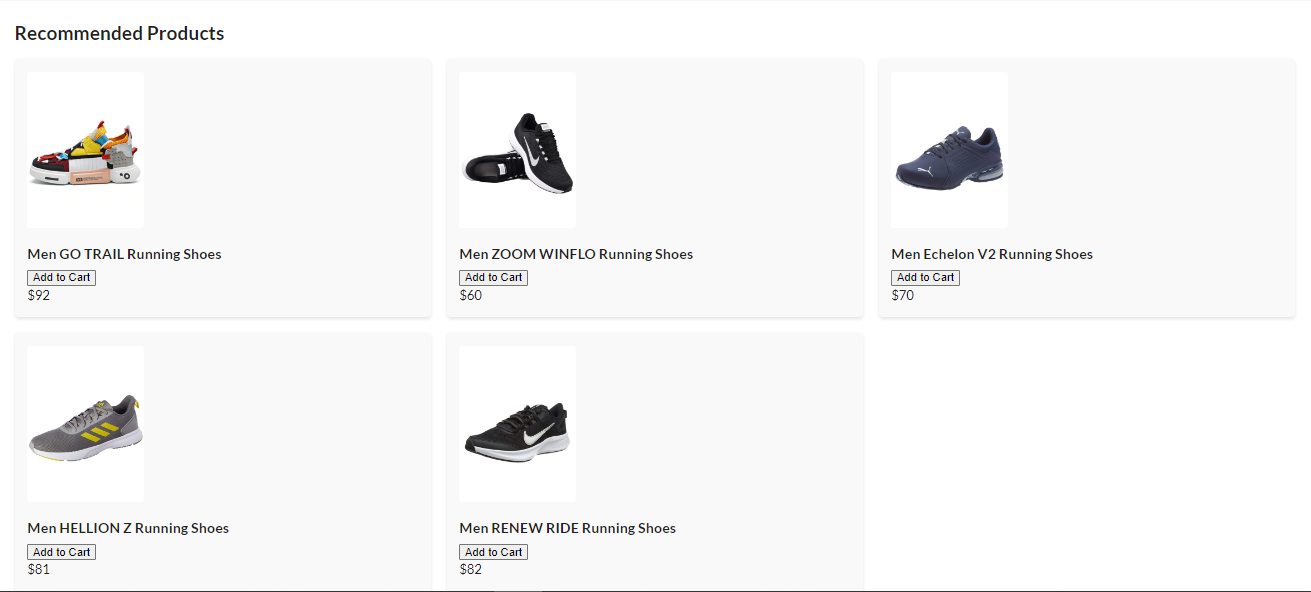 Recommended Products
Men GO TRAIL Running Shoes
Add to Cart
$92
Men ZOOM WINFLO Running Shoes
Add to Cart
$60
Men Echelon V2 Running Shoes
Add to Cart
$70
Men HELLION Z Running Shoes
Add to Cart
$81
Men RENEW RIDE Running Shoes
Add to Cart
$82